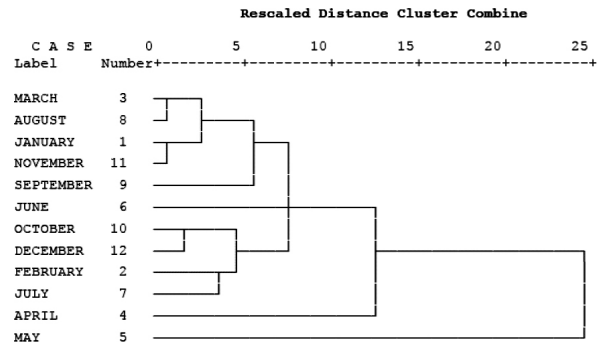 Rescaled Distance Cluster Combine
C A S E 0 5 10 15 20 25
Label Number+---------+---------+---------+---------+---------+
MARCH 3
AUGUST 8
JANUARY 1
NOVEMBER 11
SEPTEMBER 9
JUNE 6
OCTOBER 10
DECEMBER 12
FEBRUARY 2
JULY 7
APRIL 4
MAY 5